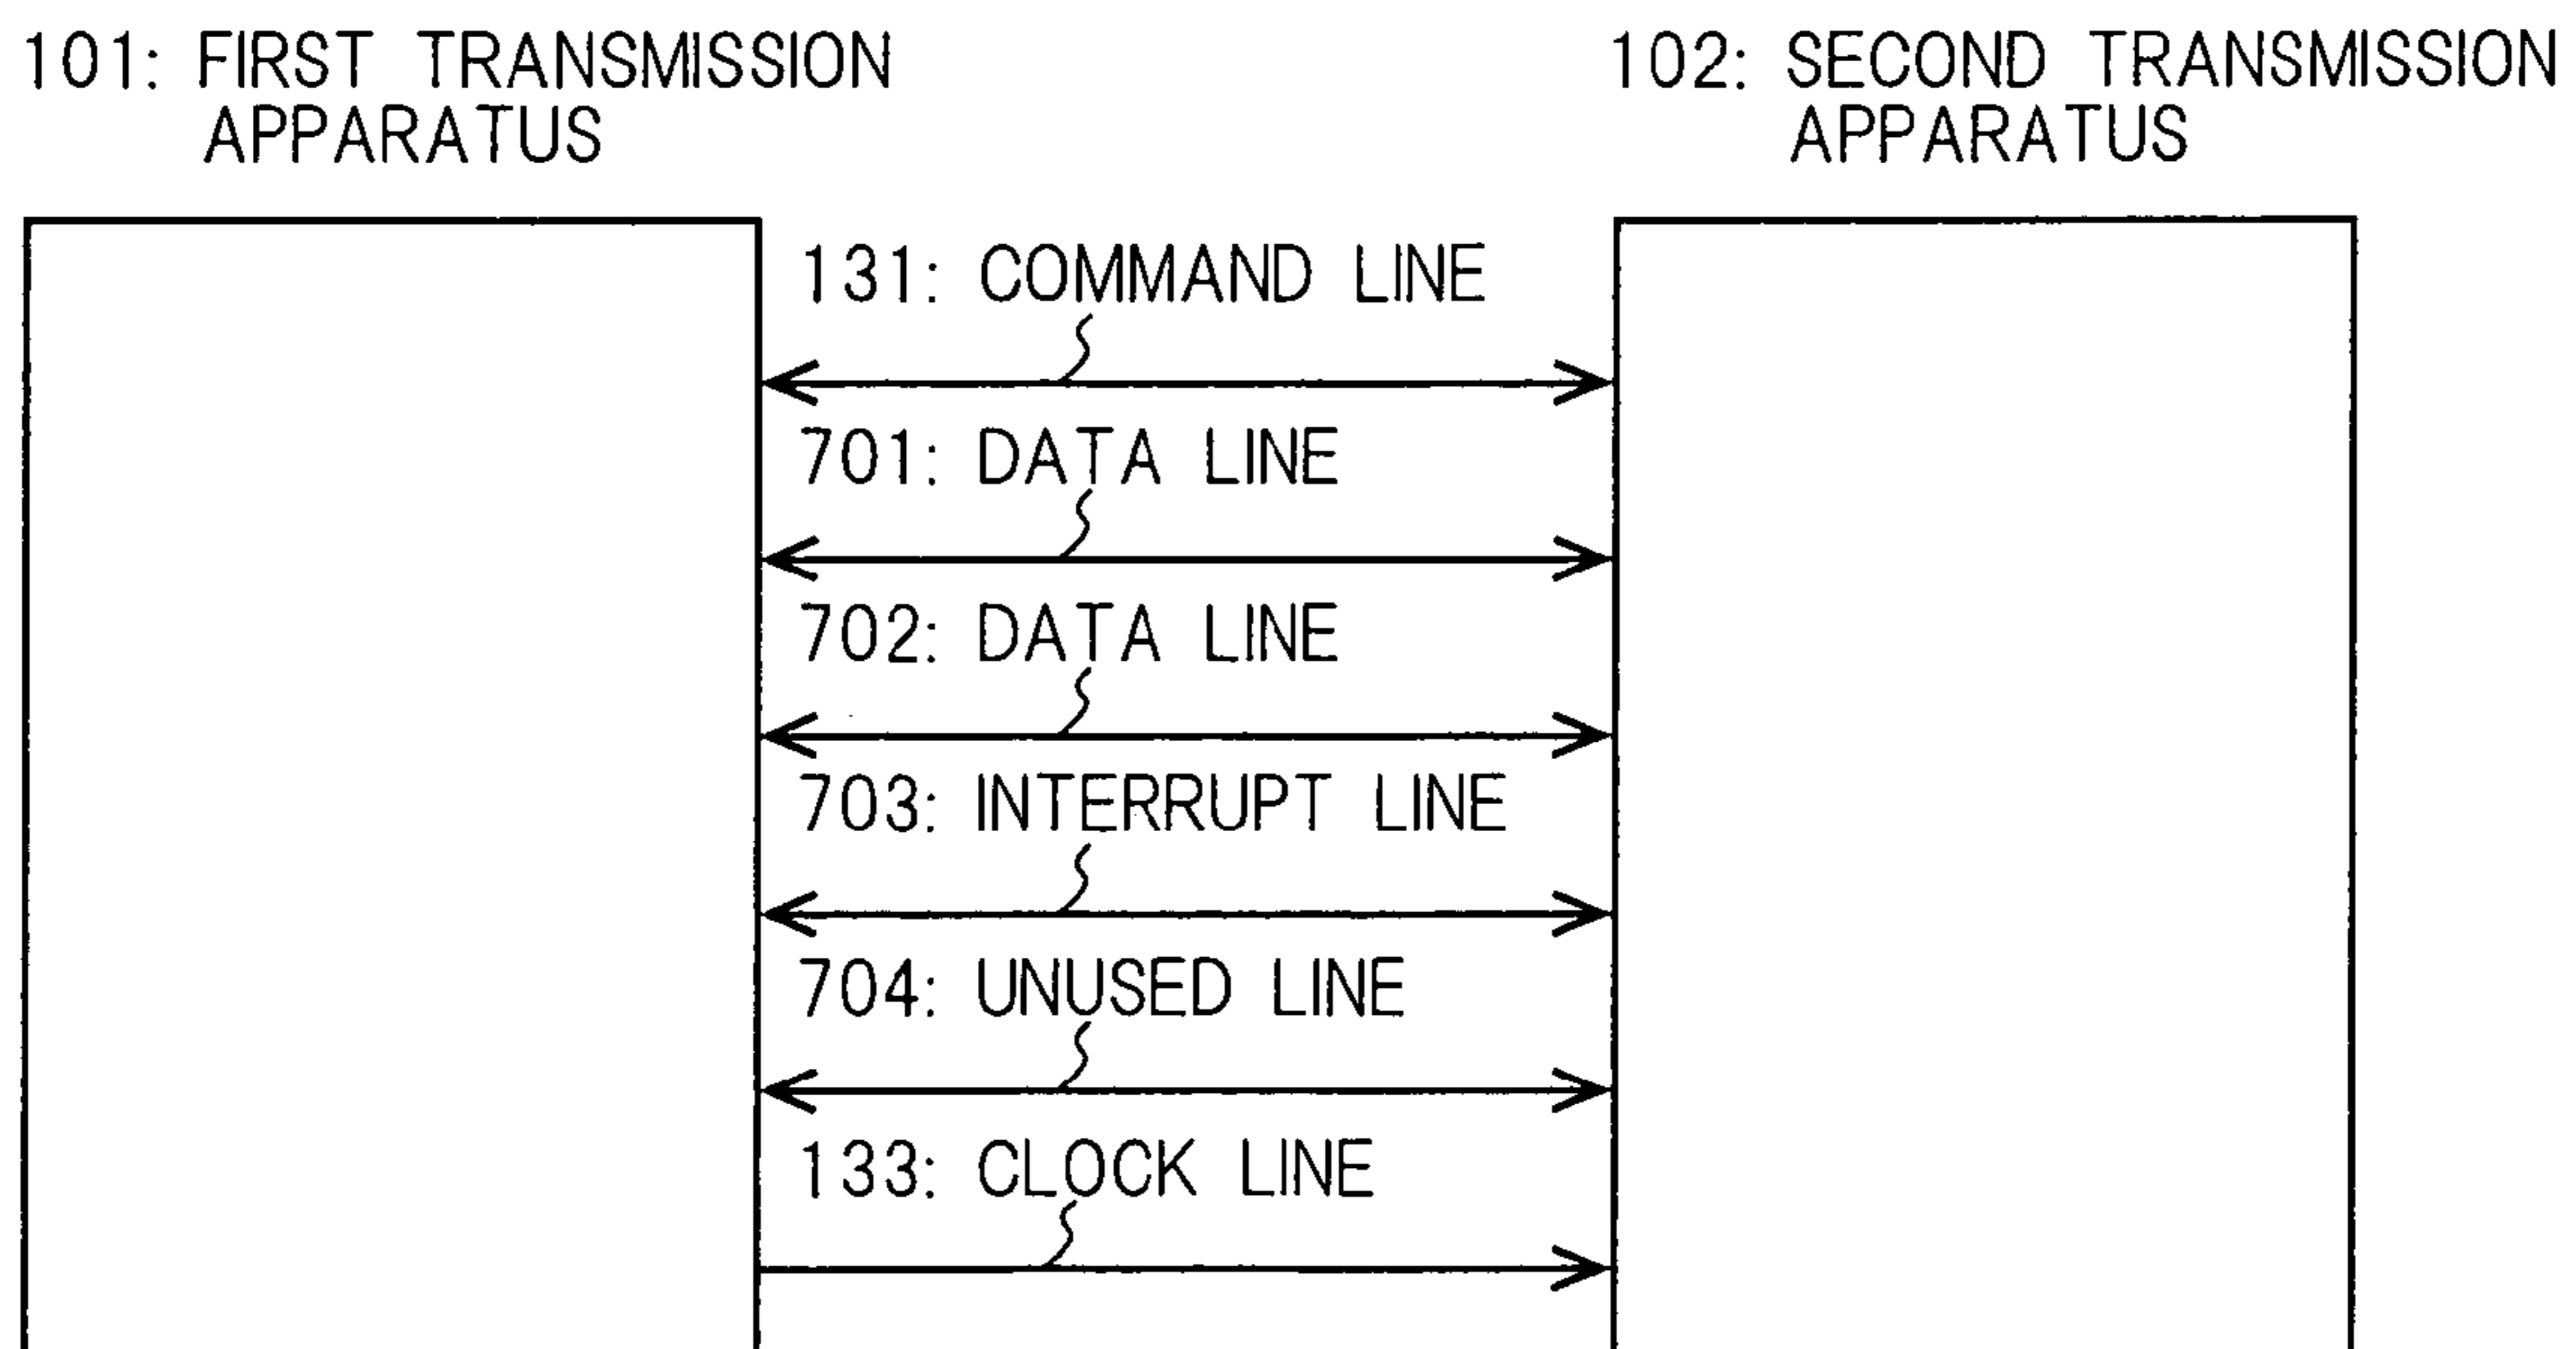 101: FIRST TRANSMISSION
APPARATUS
102: SECOND TRANSMISSION
APPARATUS
131: COMMAND LINE
701: DATA LINE
702: DATA LINE
703: INTERRUPT LINE
704: UNUSED LINE
133: CLOCK LINE